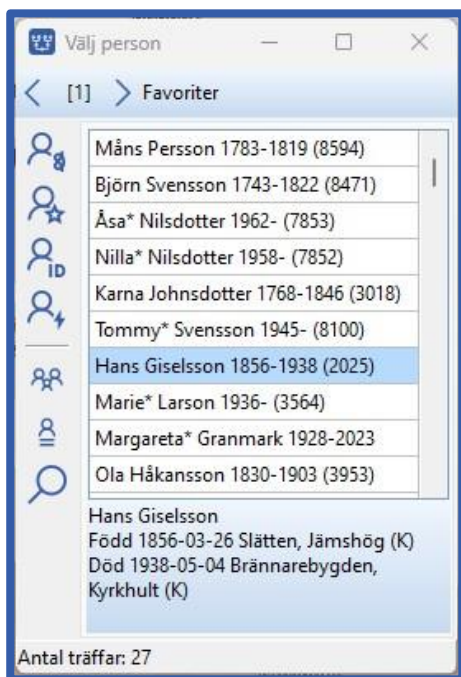 Välj person
[1] Favoriter
Måns Persson 1783-1819 (8594)
Björn Svensson 1743-1822 (8471)
Åsa* Nilsdotter 1962- (7853)
Nilla* Nilsdotter 1958- (7852)
ID
Karna Johnsdotter 1768-1846 (3018)
Tommy* Svensson 1945- (8100)
Hans Giselsson 1856-1938 (2025)
Marie* Larson 1936- (3564)
Margareta* Granmark 1928-2023
Ola Håkansson 1830-1903 (3953)
Hans Giselsson
Född 1856-03-26 Slätten, Jämshög (K)
Död 1938-05-04 Brännarebygden,
Kyrkhult (K)
Antal träffar: 27